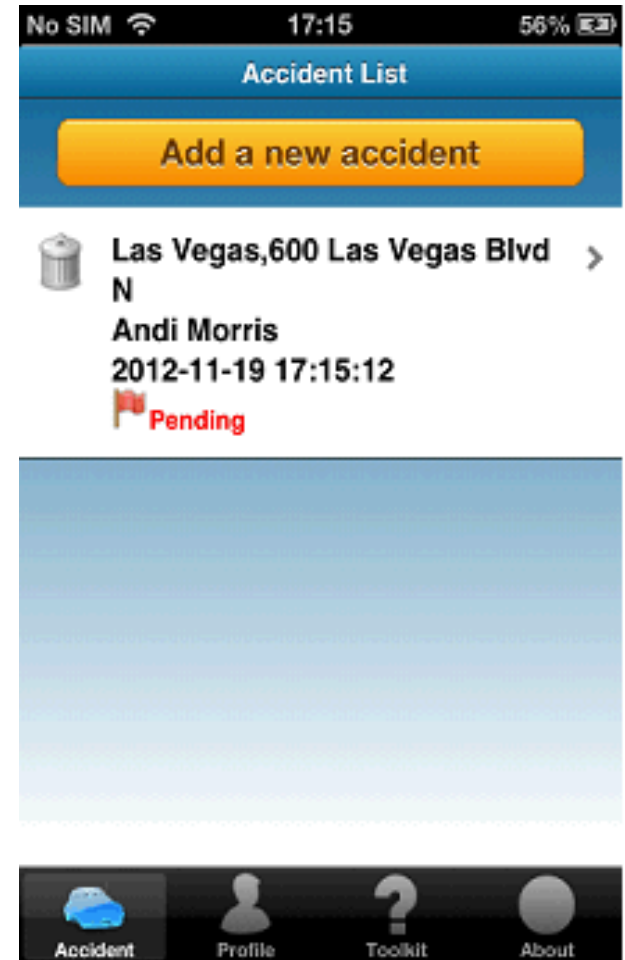 No SIM 17:15 56%
Accident List
Add a new accident
Las Vegas,600 Las Vegas Blvd
N
Andi Morris
2012-11-19 17:15:12
Pending
Accident Profile Toolkit About